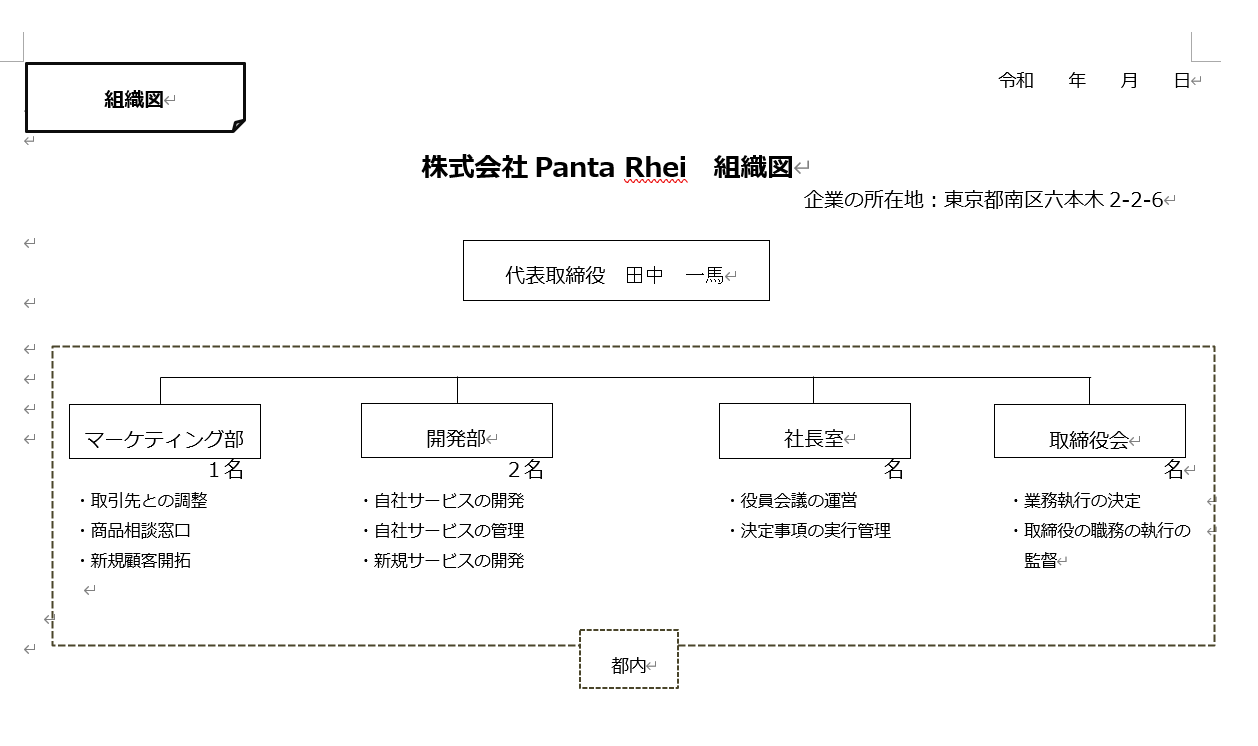 組織図
令和　年　月　日
株式会社 Panta Rhei　組織図
企業の所在地：東京都南区六本木 2-2-6
代表取締役　田中　一馬
マーケティング部
１名
・取引先との調整
・商品相談窓口
・新規顧客開拓
開発部
２名
・自社サービスの開発
・自社サービスの管理
・新規サービスの開発
社長室
名
・役員会議の運営
・決定事項の実行管理
取締役会
名
・業務執行の決定
・取締役の職務の執行の
監督
都内